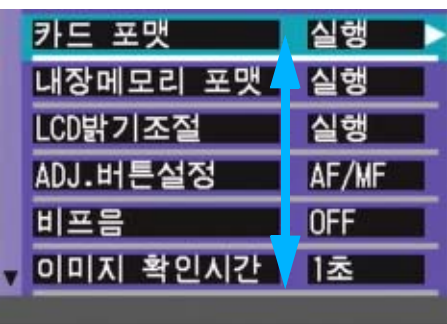 카드 포맷 실행
내장메모리 포맷 실행
LCD밝기조절 실행
ADJ.버튼설정 AF/MF
비프음 OFF
이미지 확인시간 1초